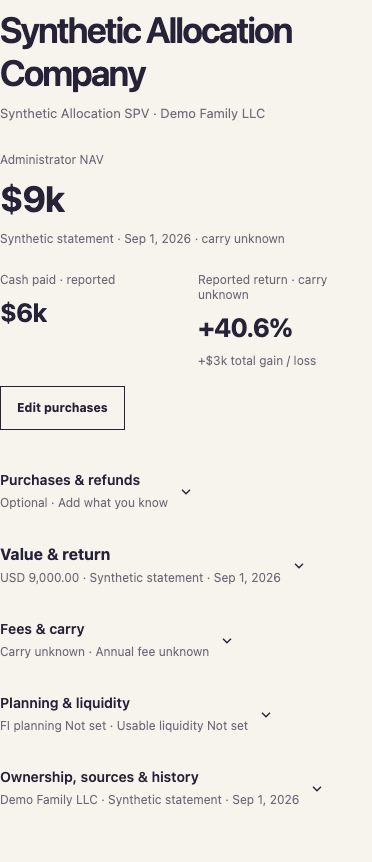 Synthetic Allocation
Company
Synthetic Allocation SPV · Demo Family LLC
Administrator NAV
$9k
Synthetic statement · Sep 1, 2026 · carry unknown
Cash paid · reported
$6k
Reported return · carry
unknown
+40.6%
+$3k total gain / loss
Edit purchases
Purchases & refunds
Optional · Add what you know
Value & return
USD 9,000.00 · Synthetic statement · Sep 1, 2026
Fees & carry
Carry unknown · Annual fee unknown
Planning & liquidity
FI planning Not set · Usable liquidity Not set
Ownership, sources & history
Demo Family LLC · Synthetic statement · Sep 1, 2026